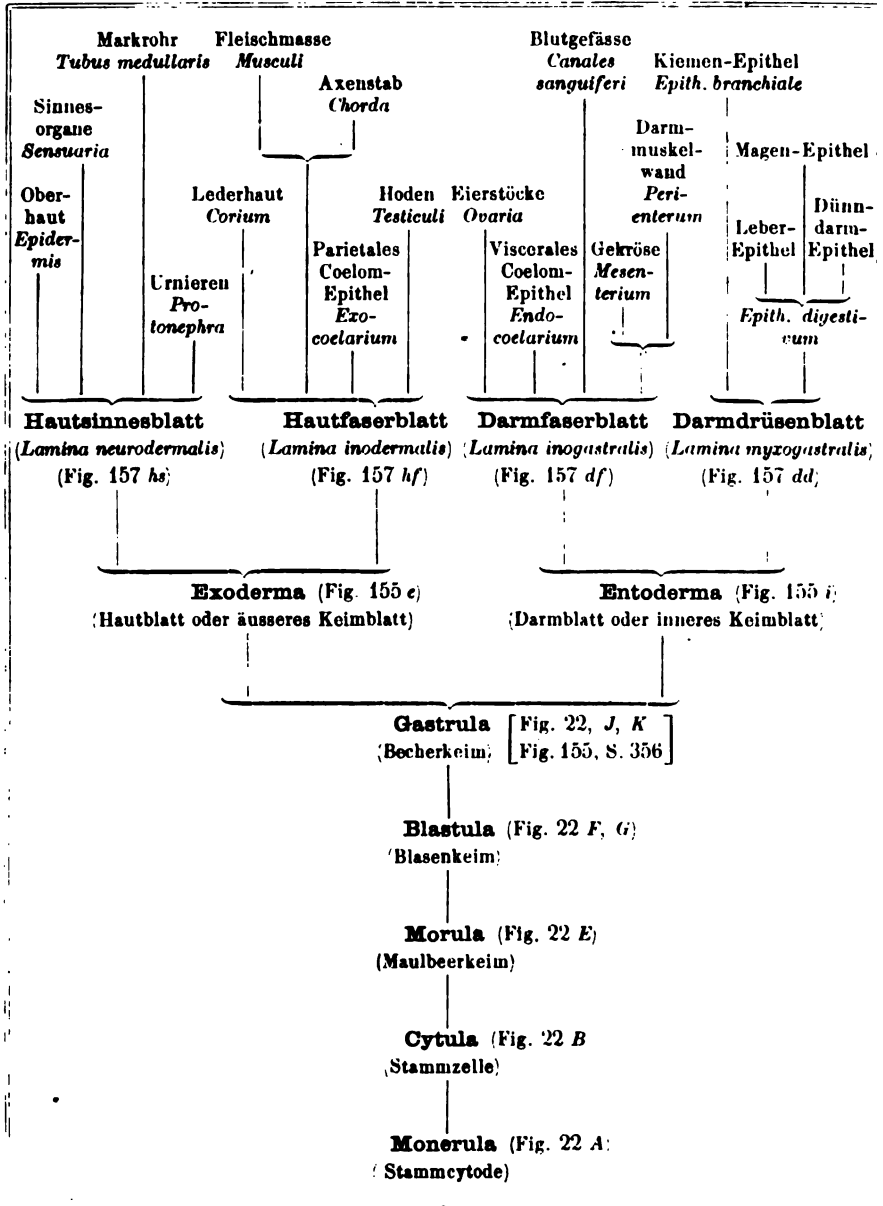 Markrohr
Tubus medullaris
Fleischmasse
Musculi
Axenstab
Chorda
Blutgefässe
Canales
sanguiferi
Kiemen-Epithel
Epith. branchiale
Sinnes-
organe
Sensuaria
Darm-
muskel-
wand
Peri-
enterum
Magen-Epithel
Ober-
haut
Epider-
mis
Lederhaut
Corium
Hoden
Testiculi
Eierstöcke
Ovaria
Leber-
Epithel
Dünn-
darm-
Epithel
Urnieren
Pro-
tonephra
Parietales
Coelom-
Epithel
Exo-
coelarium
Viscerales
Coelom-
Epithel
Endo-
coelarium
Gekröse
Mesen-
terium
Epith. digesti-
vum
Hautsinnesblatt
(Lamina neurodermalis)
(Fig. 157 hs)
Hautfaserblatt
(Lamina inodermalis)
(Fig. 157 hf)
Darmfaserblatt
(Lamina inogastralis)
(Fig. 157 df)
Darmdrüsenblatt
(Lamina myxogastralis)
(Fig. 157 dd)
Exoderma (Fig. 155 e)
(Hautblatt oder äusseres Keimblatt)
Entoderma (Fig. 155 i)
(Darmblatt oder inneres Keimblatt)
Gastrula [Fig. 22, J, K
(Becherkeim) Fig. 155, S. 356]
Blastula (Fig. 22 F, G)
(Blasenkeim)
Morula (Fig. 22 E)
(Maulbeerkeim)
Cytula (Fig. 22 B
(Stammzelle)
Monerula (Fig. 22 A)
(Stammcytode)